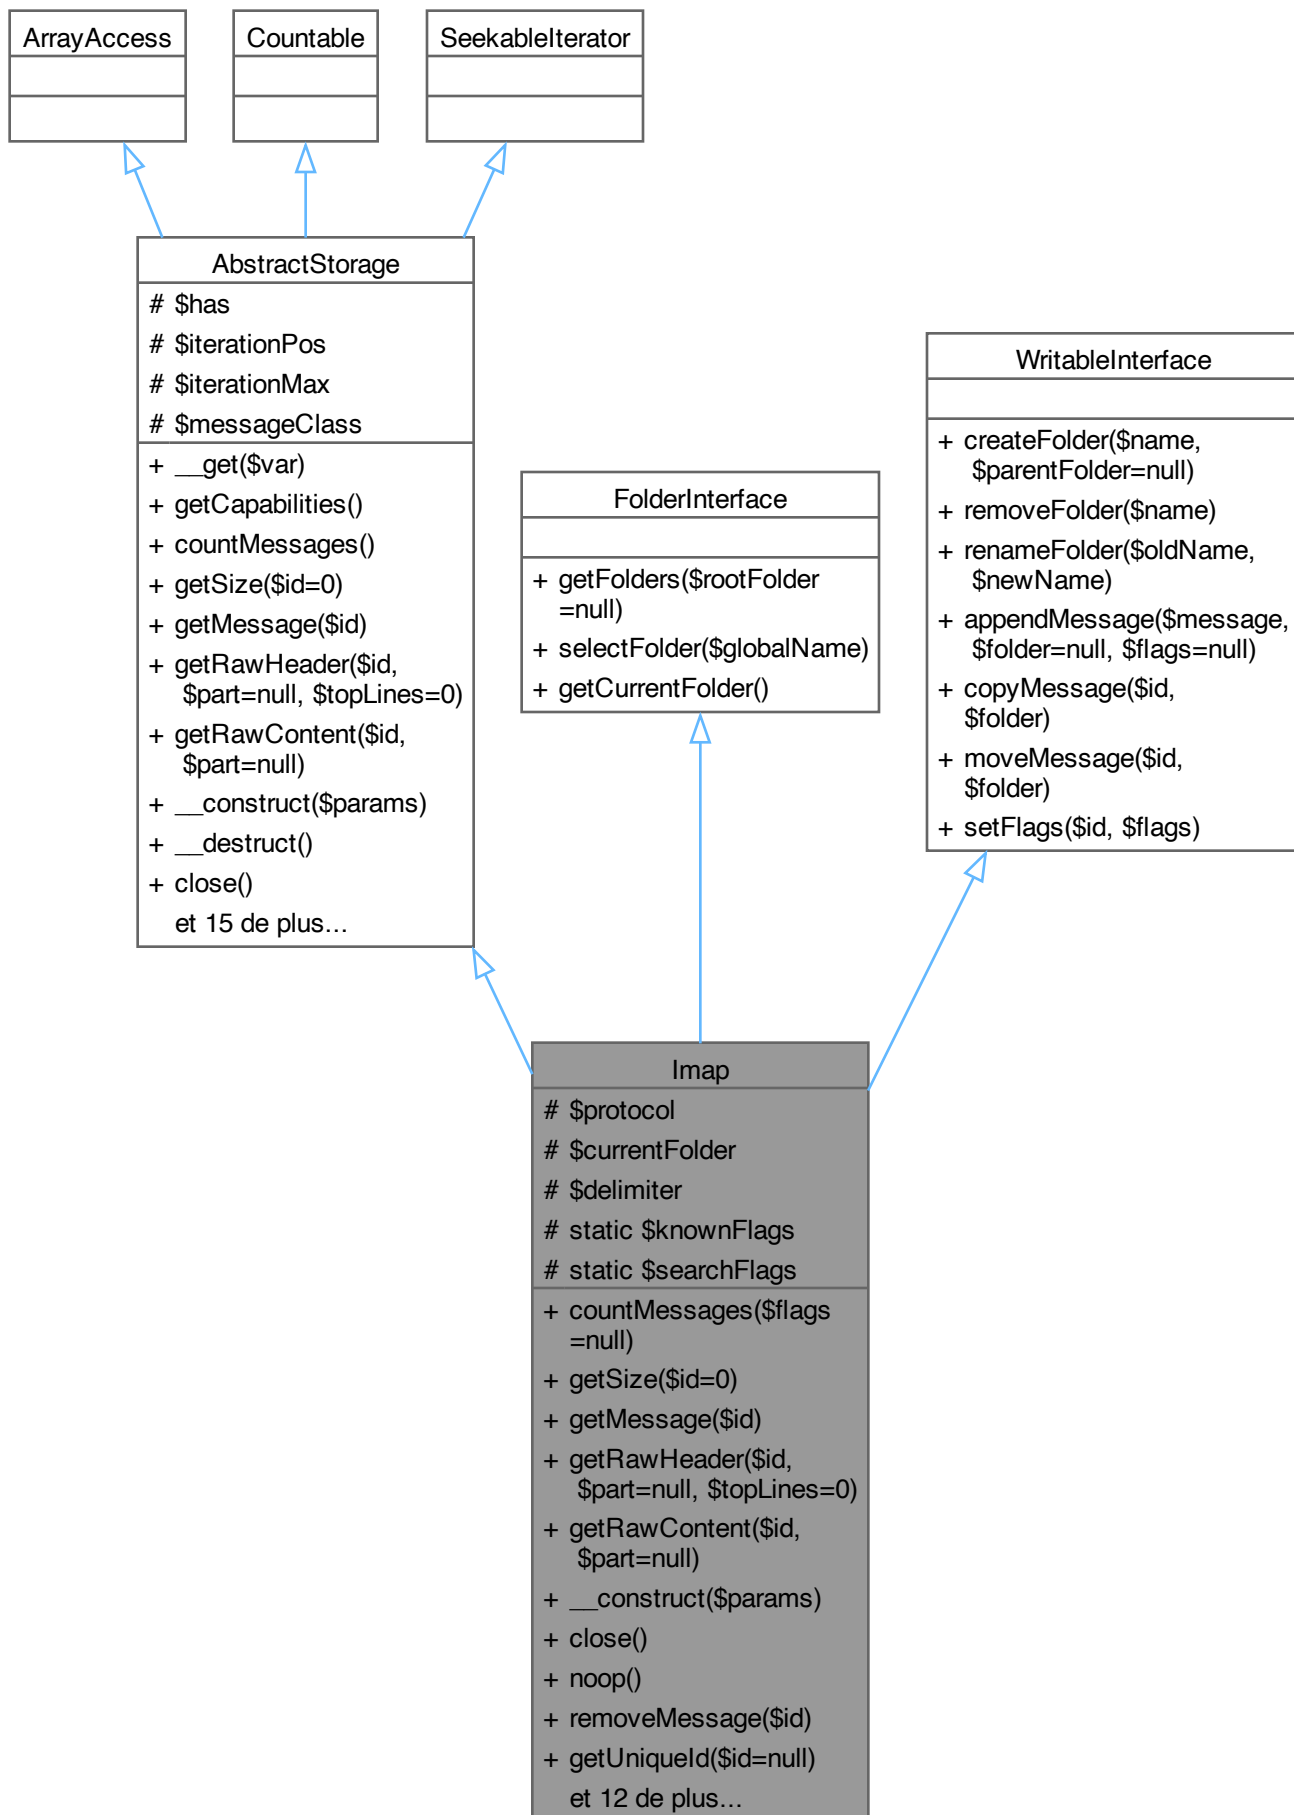 ArrayAccess
Countable
SeekableIterator
AbstractStorage
# $has
# $iterationPos
# $iterationMax
# $messageClass
+ __get($var)
+ getCapabilities()
+ countMessages()
+ getSize($id=0)
+ getMessage($id)
+ getRawHeader($id,
$part=null, $topLines=0)
+ getRawContent($id,
$part=null)
+ __construct($params)
+ __destruct()
+ close()
et 15 de plus...
FolderInterface
+ getFolders($rootFolder
=null)
+ selectFolder($globalName)
+ getCurrentFolder()
WritableInterface
+ createFolder($name,
$parentFolder=null)
+ removeFolder($name)
+ renameFolder($oldName,
$newName)
+ appendMessage($message,
$folder=null, $flags=null)
+ copyMessage($id,
$folder)
+ moveMessage($id,
$folder)
+ setFlags($id, $flags)
Imap
# $protocol
# $currentFolder
# $delimiter
# static $knownFlags
# static $searchFlags
+ countMessages($flags
=null)
+ getSize($id=0)
+ getMessage($id)
+ getRawHeader($id,
$part=null, $topLines=0)
+ getRawContent($id,
$part=null)
+ __construct($params)
+ close()
+ noop()
+ removeMessage($id)
+ getUniqueId($id=null)
et 12 de plus...